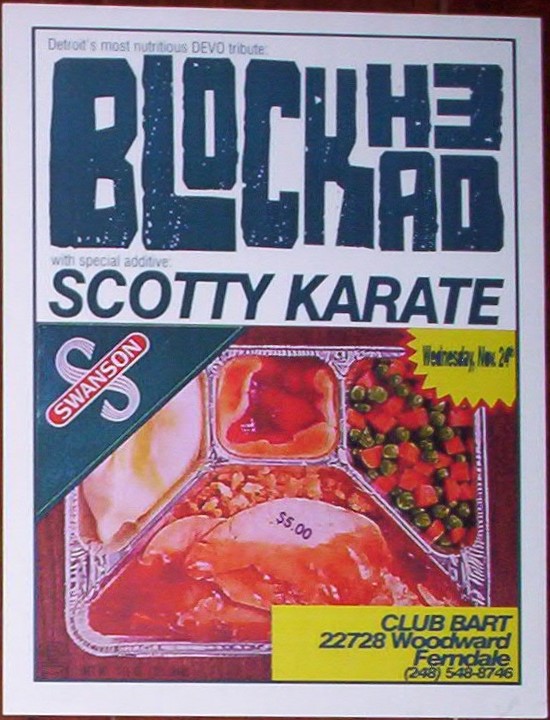 Detroit's most nutritious DEVO tribute:
BLOCKHEAD
with special additive:
SCOTTY KARATE
SWANSON
Wednesday, Nov. 24th
$5.00
CLUB BART
22728 Woodward
Ferndale
(248) 548-8746